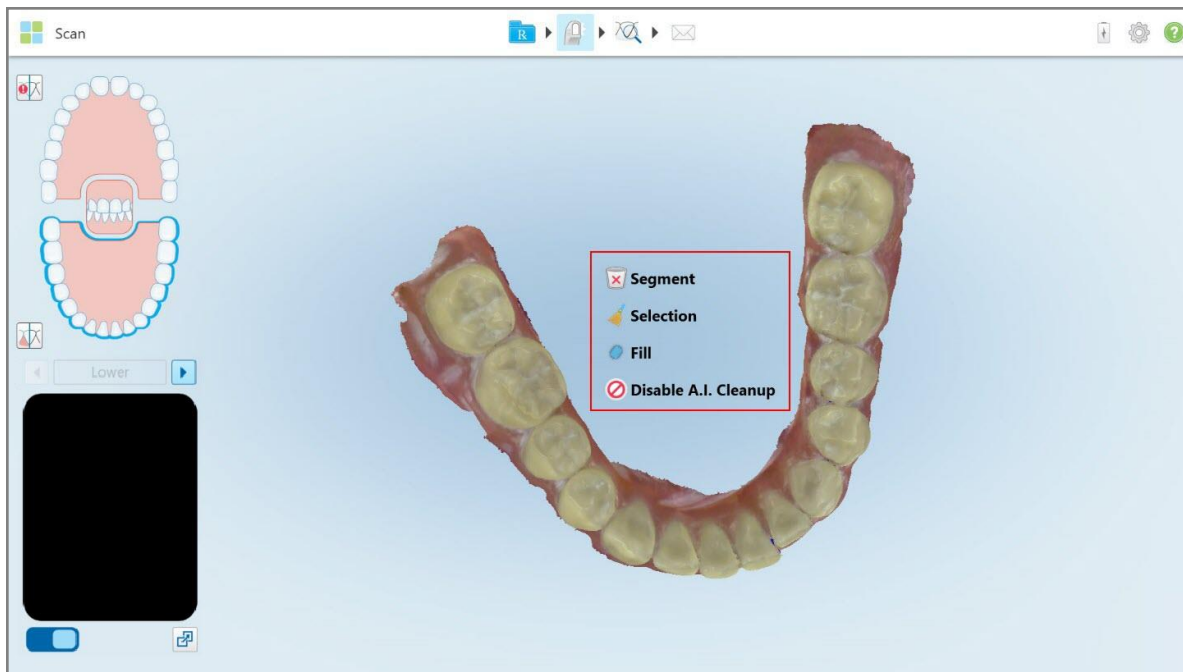 Scan
R
?
Lower
Segment
Selection
Fill
Disable A.I. Cleanup